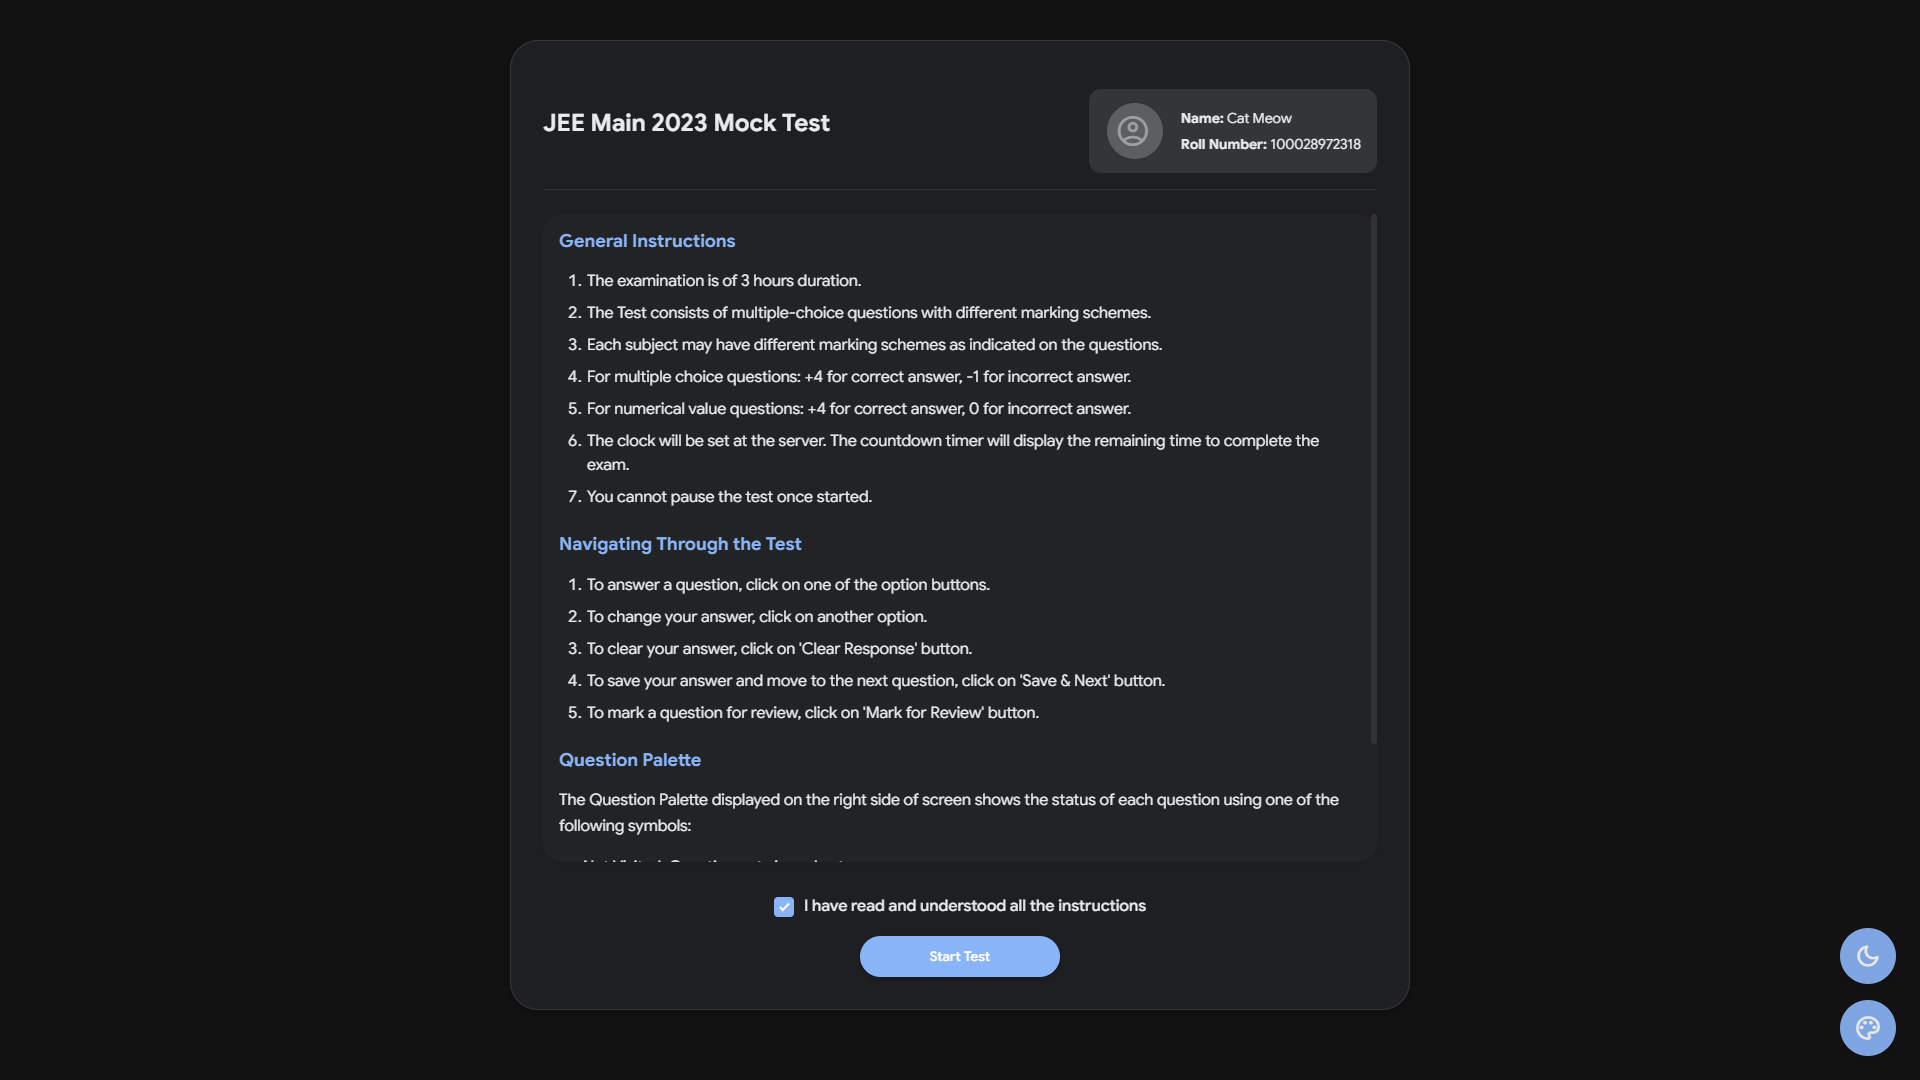 JEE Main 2023 Mock Test
Name: Cat Meow
Roll Number: 100028972318
General Instructions
1. The examination is of 3 hours duration.
2. The Test consists of multiple-choice questions with different marking schemes.
3. Each subject may have different marking schemes as indicated on the questions.
4. For multiple choice questions: +4 for correct answer, -1 for incorrect answer.
5. For numerical value questions: +4 for correct answer, 0 for incorrect answer.
6. The clock will be set at the server. The countdown timer will display the remaining time to complete the
exam.
7. You cannot pause the test once started.
Navigating Through the Test
1. To answer a question, click on one of the option buttons.
2. To change your answer, click on another option.
3. To clear your answer, click on 'Clear Response' button.
4. To save your answer and move to the next question, click on 'Save & Next' button.
5. To mark a question for review, click on 'Mark for Review' button.
Question Palette
The Question Palette displayed on the right side of screen shows the status of each question using one of the
following symbols:
I have read and understood all the instructions
Start Test